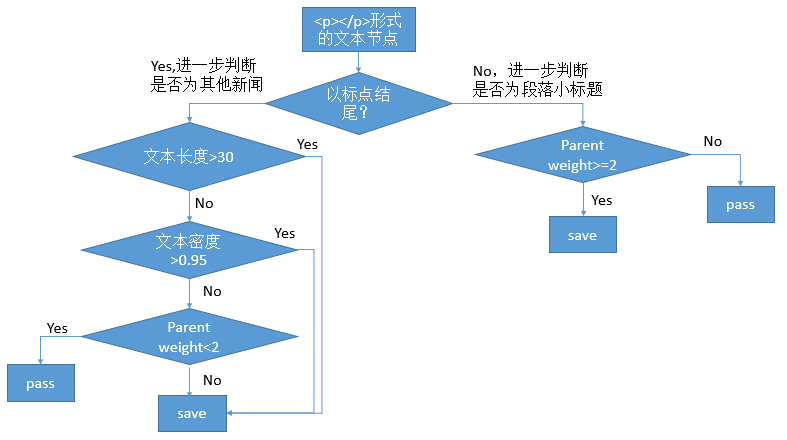 <p></p>形式
的文本节点
Yes,进一步判断
是否为其他新闻
No，进一步判断
是否为段落小标题
以标点结
尾？
文本长度>30
Yes
Parent
weight>=2
No
No
Yes
pass
文本密度
>0.95
Yes
save
No
Parent
weight<2
Yes
pass
No
save